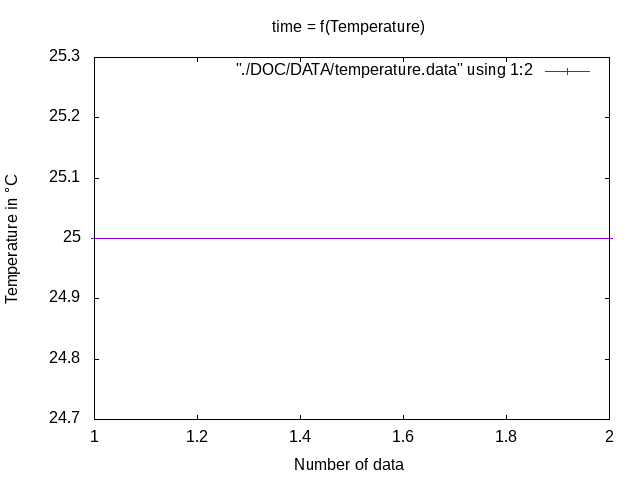 time = f(Temperature)
"./DOC/DATA/temperature.data" using 1:2
25.3
25.2
25.1
25
24.9
24.8
24.7
Temperature in °C
1 1.2 1.4 1.6 1.8 2
Number of data